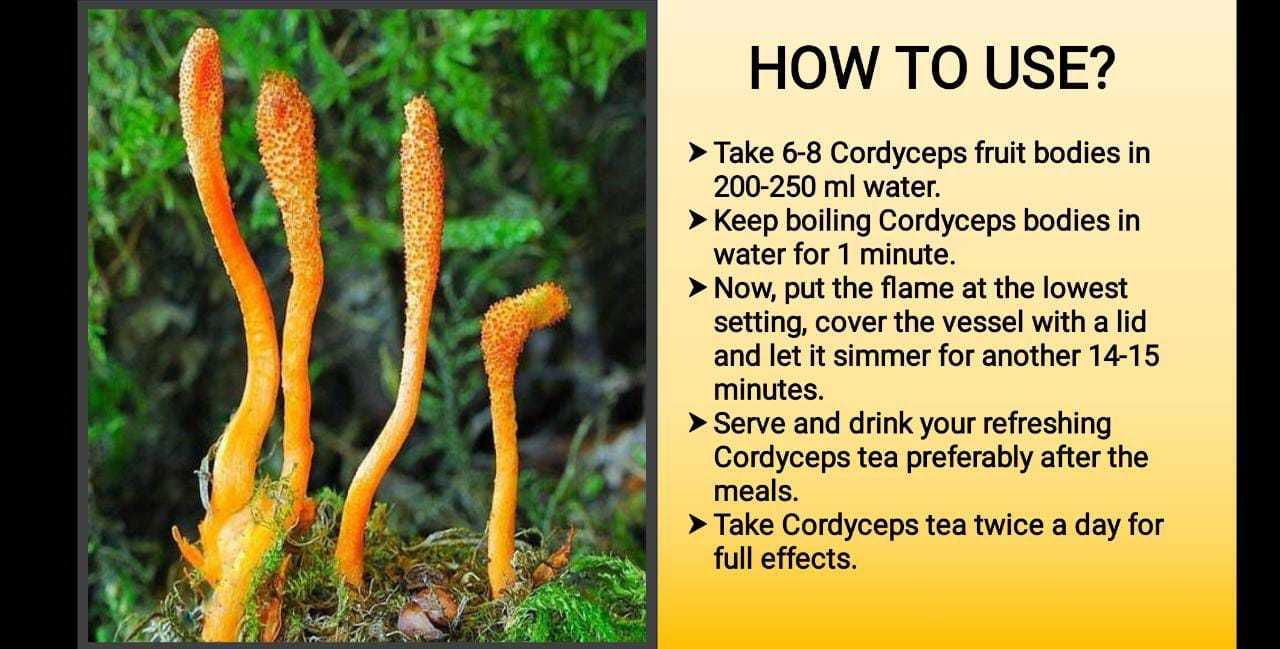 HOW TO USE?
➤ Take 6-8 Cordyceps fruit bodies in
200-250 ml water.
➤ Keep boiling Cordyceps bodies in
water for 1 minute.
➤ Now, put the flame at the lowest
setting, cover the vessel with a lid
and let it simmer for another 14-15
minutes.
➤ Serve and drink your refreshing
Cordyceps tea preferably after the
meals.
➤ Take Cordyceps tea twice a day for
full effects.